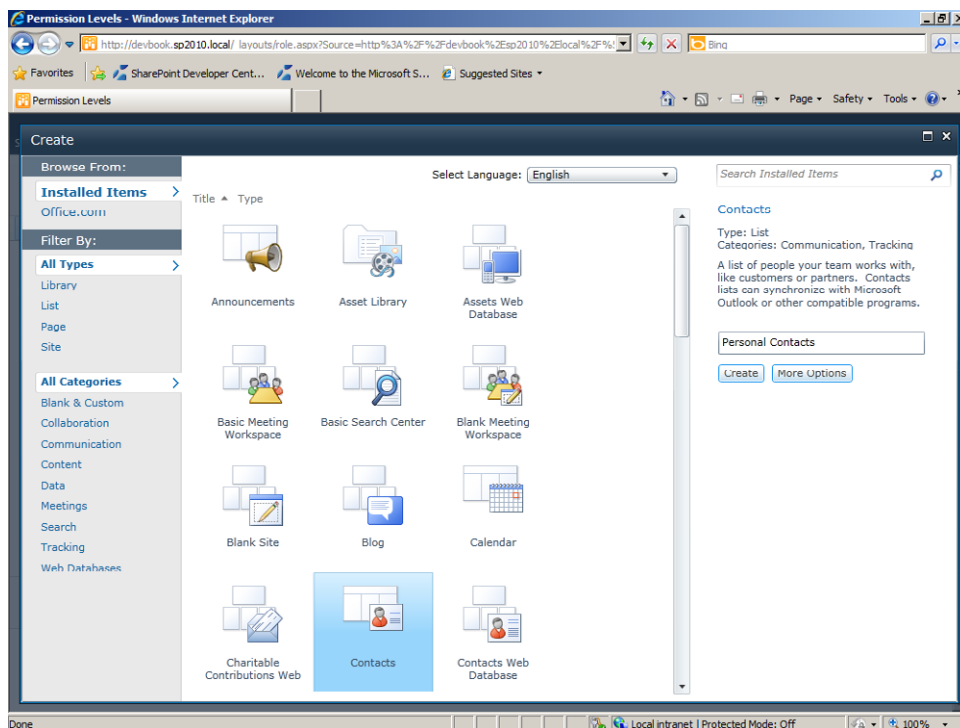 Permission Levels - Windows Internet Explorer
http://devbook.sp2010.local/_layouts/role.aspx?Source=http%3A%2F%2Fdevbook%2Esp2010%2Elocal%2F%
Bing
Favorites
SharePoint Developer Cent...
Welcome to the Microsoft S...
Suggested Sites
Permission Levels
Page
Safety
Tools
Create
Browse From:
Installed Items
Office.com
Filter By:
All Types
Library
List
Page
Site
All Categories
Blank & Custom
Collaboration
Communication
Content
Data
Meetings
Search
Tracking
Web Databases
Select Language: English
Title Type
Announcements
Asset Library
Assets Web
Database
Basic Meeting
Workspace
Basic Search Center
Blank Meeting
Workspace
Blank Site
Blog
Calendar
Charitable
Contributions Web
Contacts
Contacts Web
Database
Search Installed Items
Contacts
Type: List
Categories: Communication, Tracking
A list of people your team works with,
like customers or partners. Contacts
lists can synchronize with Microsoft
Outlook or other compatible programs.
Personal Contacts
Create
More Options
Done
Local intranet | Protected Mode: Off
100%